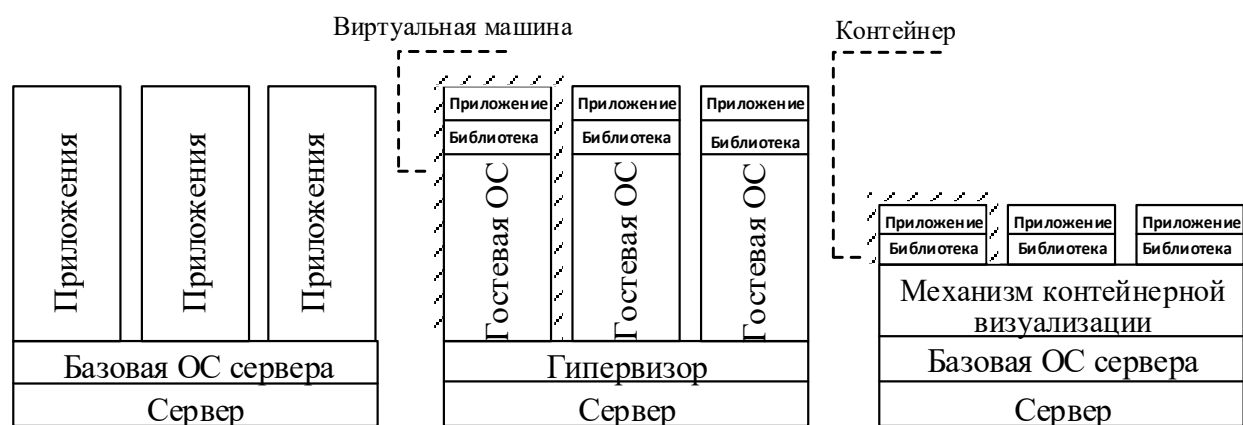 Виртуальная машина
Контейнер
Приложения
Приложения
Приложения
Базовая ОС сервера
Сервер
Приложение
Библиотека
Гостевая ОС
Приложение
Библиотека
Гостевая ОС
Приложение
Библиотека
Гостевая ОС
Гипервизор
Сервер
Приложение
Библиотека
Приложение
Библиотека
Приложение
Библиотека
Механизм контейнерной
визуализации
Базовая ОС сервера
Сервер